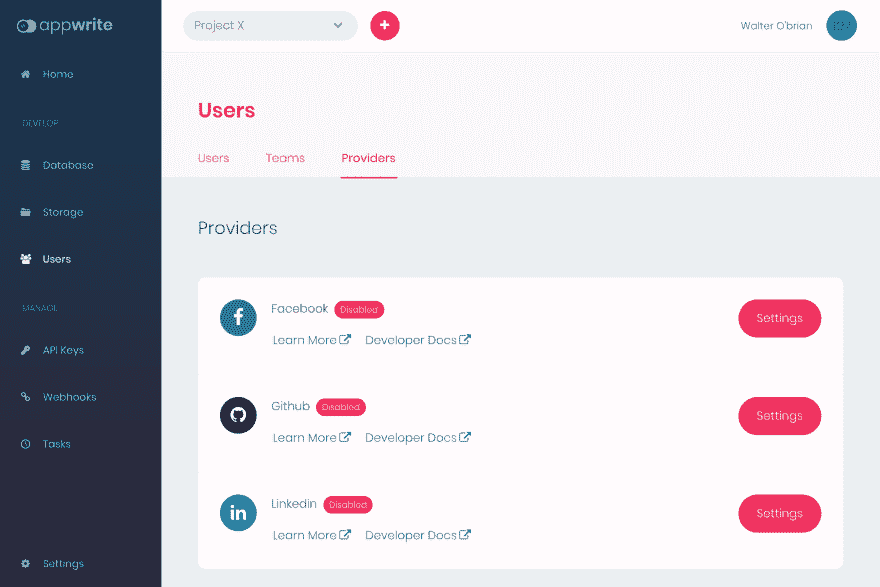 appwrite
Project X
Walter O'brian
Home
DEVELOP
Database
Storage
Users
MANAGE
API Keys
Webhooks
Tasks
Settings
Users
Users Teams Providers
Providers
Facebook Disabled
Learn More Developer Docs
Settings
Github Disabled
Learn More Developer Docs
Settings
Linkedin Disabled
Learn More Developer Docs
Settings